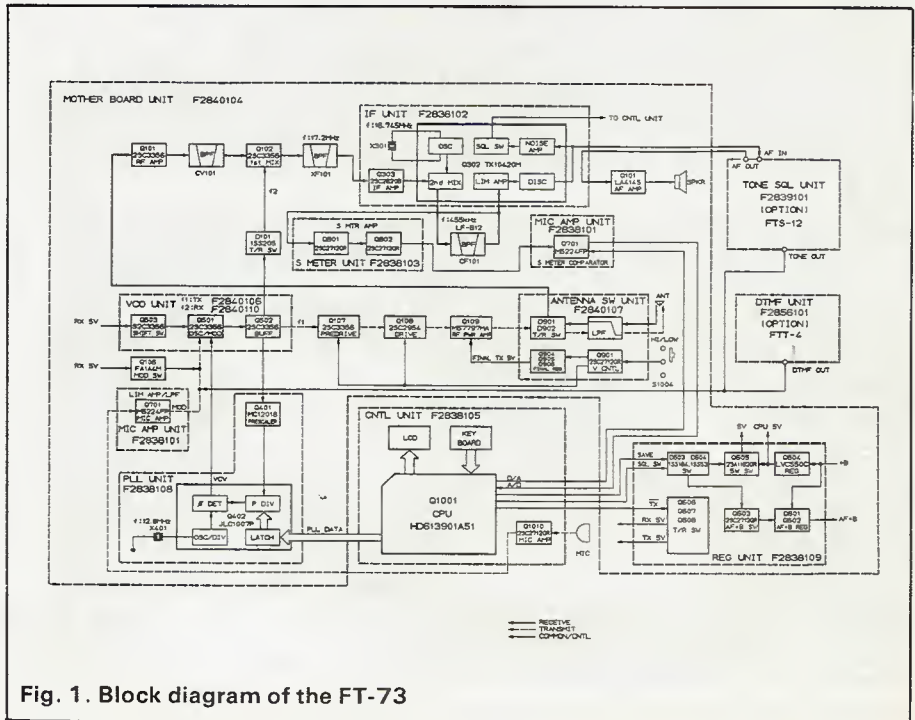 MOTHER BOARD UNIT F2840104
IF UNIT F2838102
TO CNTL UNIT
Q101
2SC3356
RF AMP
BPF
CV101
Q102
2SC3356
1st MIX
f:17.2MHz
BPF
XF101
f:16.745MHz
X301
OSC
SQL SW
NOISE
AMP
Q302 TK10420M
Q303
IF AMP
2nd MIX
LIM AMP
DISC
AF OUT
AF IN
LA4145
AF AMP
SPKR
TONE SQL UNIT
F2839101
(OPTION)
FTS-12
TONE OUT
f2
D101
1SS205
T/R SW
S MTR AMP
Q801
2SC2712GR
Q802
2SC2712GR
S METER UNIT F2838103
f:455kHz
LF-B12
BPF
CF101
MIC AMP UNIT
F2838101
Q701
M5224FP
S METER COMPARATOR
VCO UNIT
f1:TX
f2:RX
F2840106
F2840110
RX 5V
Q503
2SC3356
SHIFT SW
Q501
2SC3356
OSC/MOD
Q502
2SC3356
BUFF
f1
Q107
2SC3356
PREDRIVE
Q108
2SC2954
DRIVE
Q109
M57797MA
RF PWR AMP
ANTENNA SW UNIT
F2840107
ANT
D901
D902
T/R SW
LPF
HI/LOW
S1004
FINAL TX 5V
Q904
Q905
FINAL REG
Q901
2SC2712GR
V CNTL
DTMF UNIT
F2856101
(OPTION)
FTT-4
DTMF OUT
RX 5V
FA1A4M
MOD SW
LIM AMP/LPF
Q701
M5224FP
MIC AMP
MOD
MIC AMP UNIT
F2838101
Q401
MC12018
PRESCALER
CNTL UNIT F2838105
LCD
KEY
BOARD
PLL UNIT
F2838108
VCV
DET
P DIV
Q402
OSC/DIV
LATCH
f:12.8MHz
X401
PLL DATA
Q1001
CPU
HD613901A51
D/A
A/D
Q1010
2SC2712GR
MIC AMP
MIC
5V
CPU 5V
SAVE
SQL SW
Q605
SW SW
Q604
REG
+B
TX
RX 5V
TX 5V
Q606
Q607
Q608
T/R SW
Q603
2SC2712GR
AF+B SW
Q601
Q602
AF+B REG
AF+B
REG UNIT F2838109
RECEIVE
TRANSMIT
COMMON/CNTL
Fig. 1. Block diagram of the FT-73